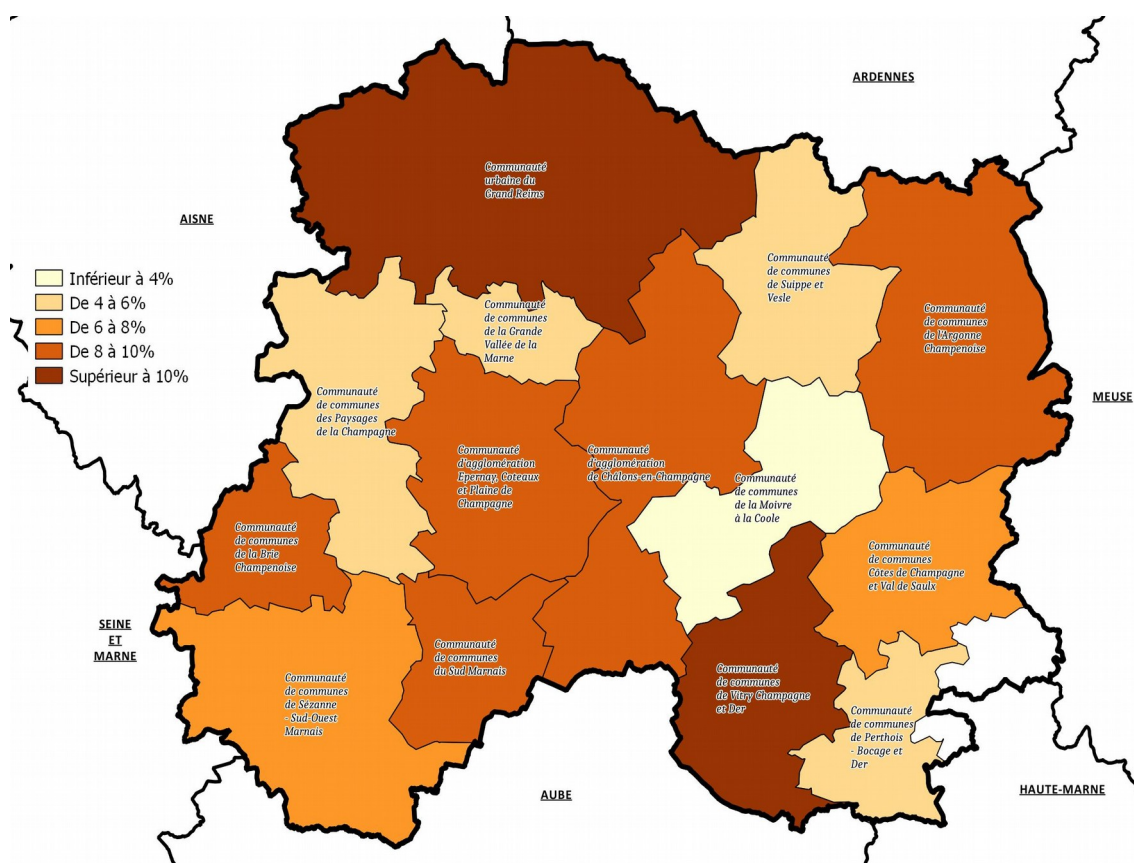 ARDENNES
Communauté
urbaine du
Grand Reims
AISNE
Communauté
de communes
de Suippe et
Vesle
Inférieur à 4%
De 4 à 6%
De 6 à 8%
De 8 à 10%
Supérieur à 10%
Communauté
de communes
de la Grande
Vallée de la
Marne
Communauté
de communes
de l'Argonne
Champenoise
MEUSE
Communauté
de communes
des Paysages
de la Champagne
Communauté
d'agglomération
Epernay, Coteaux
et Plaine de
Champagne
Communauté
d'agglomération
de Châlons-en-Champagne
Communauté
de communes
de la Moivre
à la Coole
Communauté
de communes
de la Brie
Champenoise
Communauté
de communes
Côtes de Champagne
et Val de Saulx
SEINE
ET
MARNE
Communauté
de communes
du Sud Marnais
Communauté
de communes
de Sézanne
- Sud-Ouest
Marnais
Communauté
de communes
de Vitry Champagne
et Der
Communauté
de communes
de Perthois
- Bocage et
Der
AUBE
HAUTE-MARNE